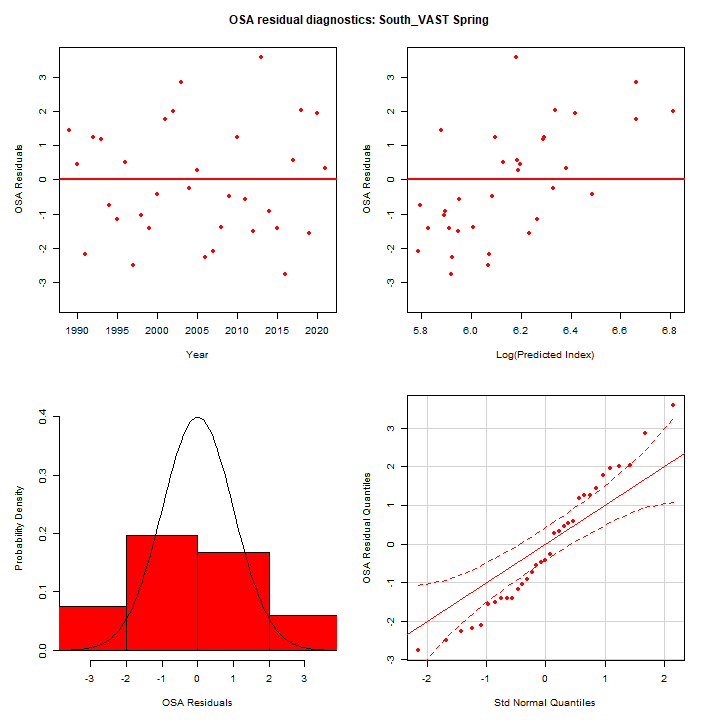 OSA residual diagnostics: South_VAST Spring
OSA Residuals
3
2
1
0
-1
-2
-3
1990 1995 2000 2005 2010 2015 2020
Year
OSA Residuals
3
2
1
0
-1
-2
-3
5.8 6.0 6.2 6.4 6.6 6.8
Log(Predicted Index)
Probability Density
0.4
0.3
0.2
0.1
0.0
-3 -2 -1 0 1 2 3
OSA Residuals
OSA Residual Quantiles
3
2
1
0
-1
-2
-3
-2 -1 0 1 2
Std Normal Quantiles